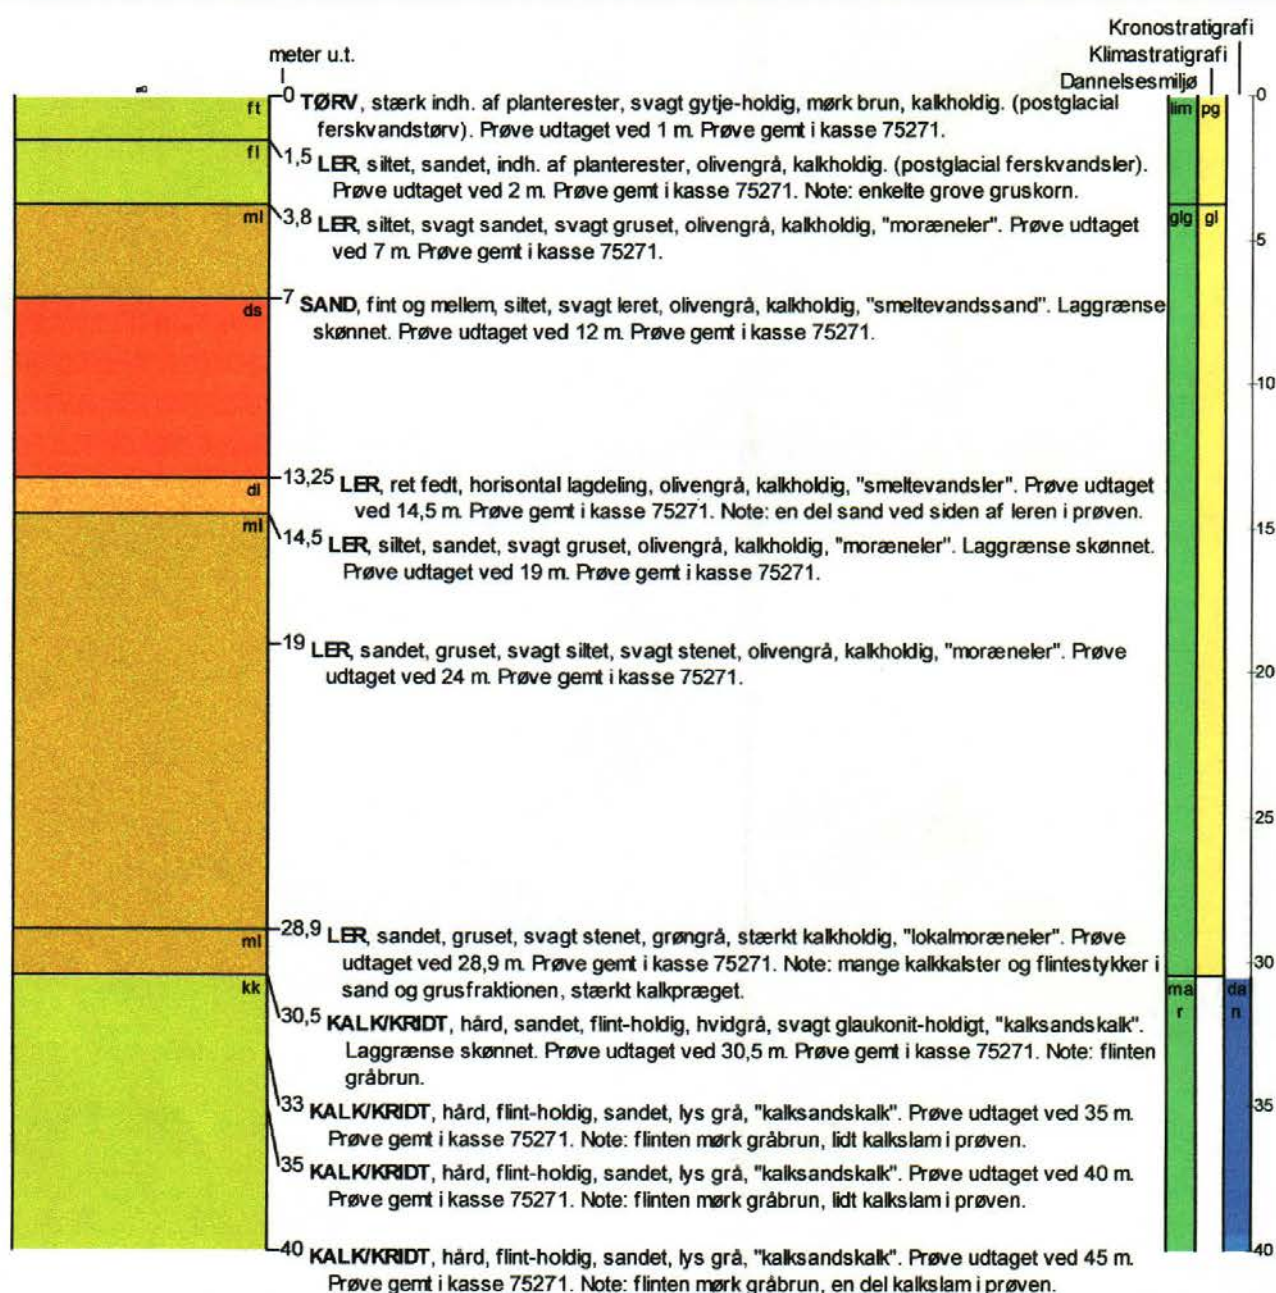 Kronostratigrafi
meter u.t.
Klimastratigrafi
Dannelsesmiljø
0 TØRV, stærk indh. af planterester, svagt gytje-holdig, mørk brun, kalkholdig. (postglacial
ferskvandstørv). Prøve udtaget ved 1 m. Prøve gemt i kasse 75271.
1,5 LER, siltet, sandet, indh. af planterester, olivengrå, kalkholdig. (postglacial ferskvandsler).
Prøve udtaget ved 2 m. Prøve gemt i kasse 75271. Note: enkelte grove gruskorn.
3,8 LER, siltet, svagt sandet, svagt gruset, olivengrå, kalkholdig, "moræneler". Prøve udtaget
ved 7 m. Prøve gemt i kasse 75271.
7 SAND, fint og mellem, siltet, svagt leret, olivengrå, kalkholdig, "smeltevandssand". Laggrænse
skønnet. Prøve udtaget ved 12 m. Prøve gemt i kasse 75271.
13,25 LER, ret fedt, horisontal lagdeling, olivengrå, kalkholdig, "smeltevandsler". Prøve udtaget
ved 14,5 m. Prøve gemt i kasse 75271. Note: en del sand ved siden af leren i prøven.
14,5 LER, siltet, sandet, svagt gruset, olivengrå, kalkholdig, "moræneler". Laggrænse skønnet.
Prøve udtaget ved 19 m. Prøve gemt i kasse 75271.
19 LER, sandet, gruset, svagt siltet, svagt stenet, olivengrå, kalkholdig, "moræneler". Prøve
udtaget ved 24 m. Prøve gemt i kasse 75271.
28,9 LER, sandet, gruset, svagt stenet, grøngrå, stærkt kalkholdig, "lokalmoræneler". Prøve
udtaget ved 28,9 m. Prøve gemt i kasse 75271. Note: mange kalkkalster og flintestykker i
sand og grusfraktionen, stærkt kalkpræget.
30,5 KALK/KRIDT, hård, sandet, flint-holdig, hvidgrå, svagt glaukonit-holdigt, "kalksandskalk".
Laggrænse skønnet. Prøve udtaget ved 30,5 m. Prøve gemt i kasse 75271. Note: flinten
gråbrun.
33 KALK/KRIDT, hård, flint-holdig, sandet, lys grå, "kalksandskalk". Prøve udtaget ved 35 m.
Prøve gemt i kasse 75271. Note: flinten mørk gråbrun, lidt kalkslam i prøven.
35 KALK/KRIDT, hård, flint-holdig, sandet, lys grå, "kalksandskalk". Prøve udtaget ved 40 m.
Prøve gemt i kasse 75271. Note: flinten mørk gråbrun, lidt kalkslam i prøven.
40 KALK/KRIDT, hård, flint-holdig, sandet, lys grå, "kalksandskalk". Prøve udtaget ved 45 m.
Prøve gemt i kasse 75271. Note: flinten mørk gråbrun, en del kalkslam i prøven.
ft
fl
ml
ds
dl
ml
ml
kk
lim pg
glg gl
ma
r
da
n
0
5
10
15
20
25
30
35
40